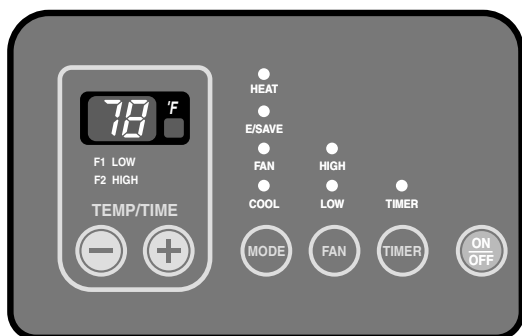 78 °F
F1 LOW
F2 HIGH
TEMP/TIME
HEAT
E/SAVE
FAN
COOL
HIGH
LOW
TIMER
MODE
FAN
TIMER
ON
OFF